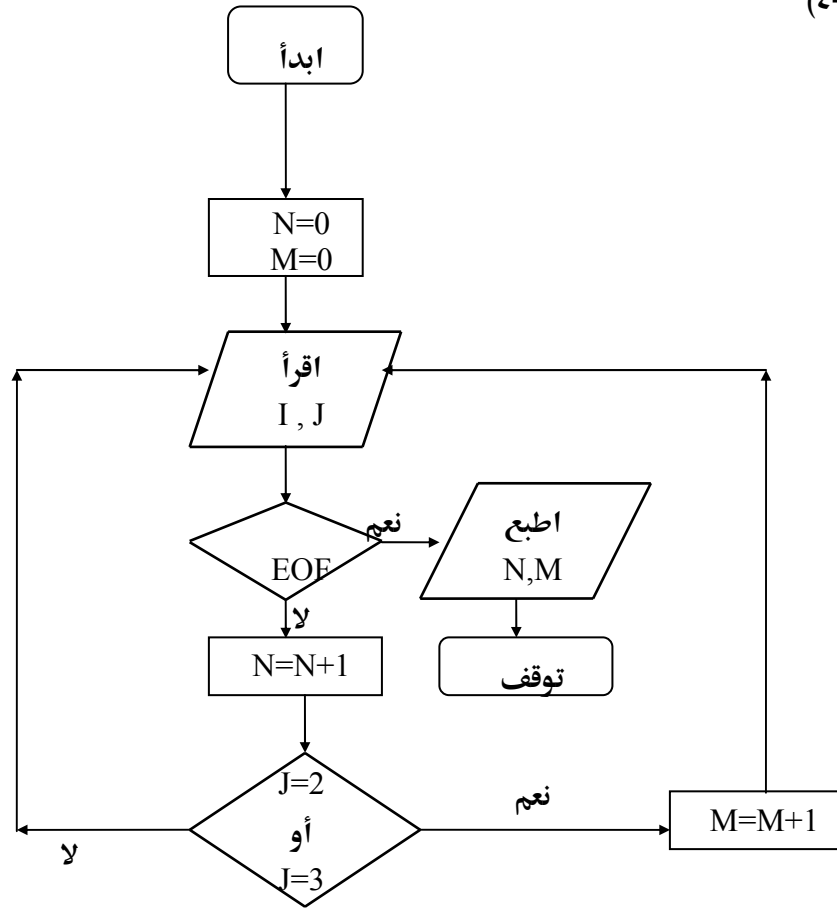 ابدأ
N=0
M=0
اقرأ
I , J
نعم
EOF
اطبع
N,M
لا
N=N+1
توقف
J=2
أو
J=3
نعم
M=M+1
لا